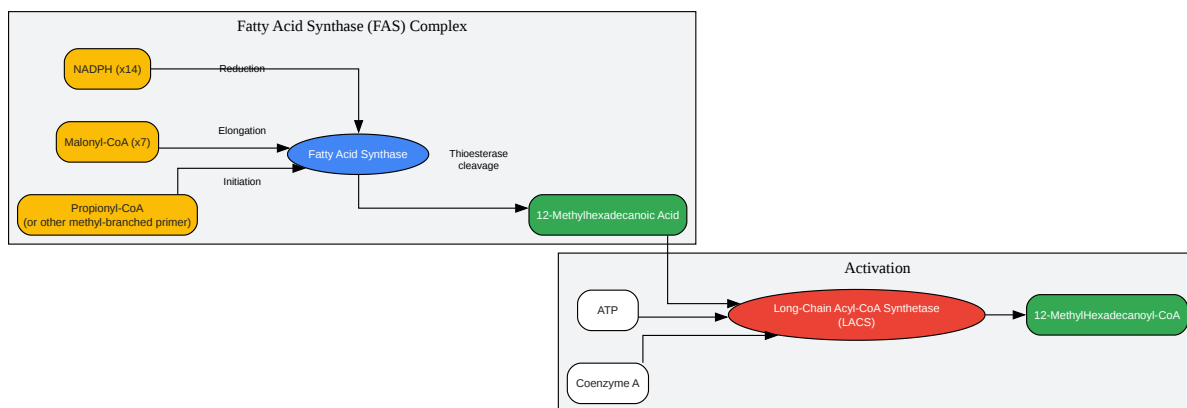 Fatty Acid Synthase (FAS) Complex
NADPH (x14)
Reduction
Malonyl-CoA (x7)
Elongation
Fatty Acid Synthase
Thioesterase
cleavage
Initiation
Propionyl-CoA
(or other methyl-branched primer)
12-Methylhexadecanoic Acid
Activation
ATP
Long-Chain Acyl-CoA Synthetase
(LACS)
12-MethylHexadecanoyl-CoA
Coenzyme A